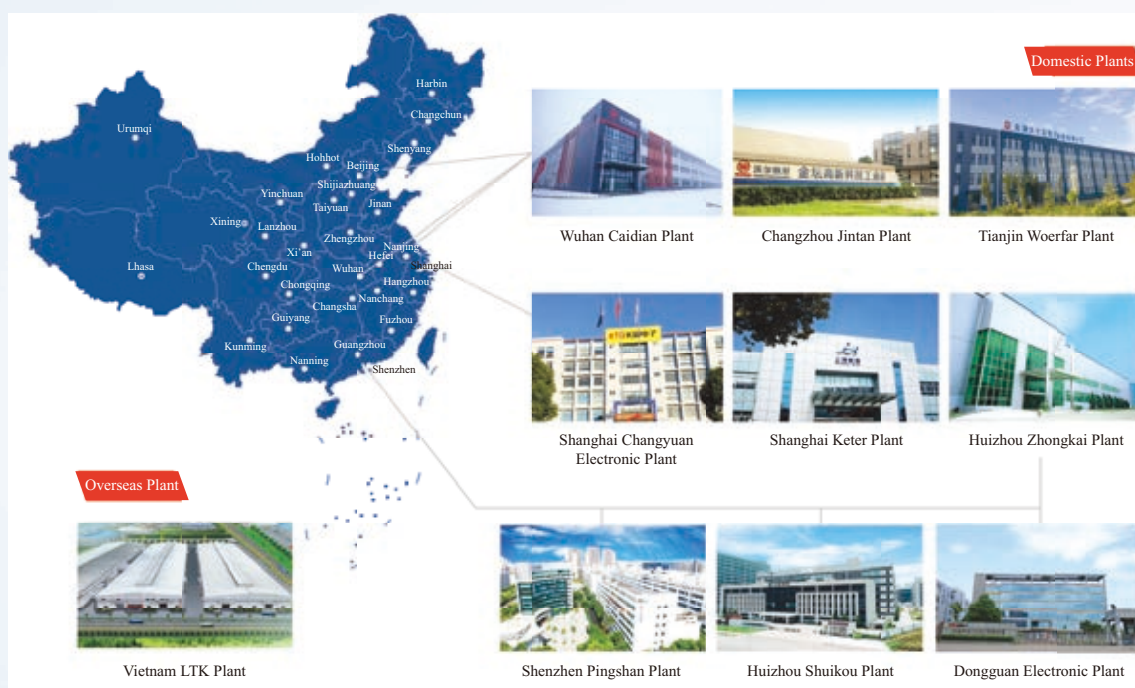 Domestic Plants
Harbin
Changchun
Urumqi
Shenyang
Hohhot
Beijing
Shijiazhuang
Yinchuan
Taiyuan
Jinan
Xining
Lanzhou
Zhengzhou
Nanjing
Xi'an
Hefei
Shanghai
Lhasa
Chengdu
Wuhan
Hangzhou
Chongqing
Nanchang
Changsha
Guiyang
Fuzhou
Kunming
Guangzhou
Nanning
Shenzhen
Wuhan Caidian Plant
Changzhou Jintan Plant
Tianjin Woerfar Plant
Shanghai Changyuan
Electronic Plant
Shanghai Keter Plant
Huizhou Zhongkai Plant
Overseas Plant
Vietnam LTK Plant
Shenzhen Pingshan Plant
Huizhou Shuikou Plant
Dongguan Electronic Plant